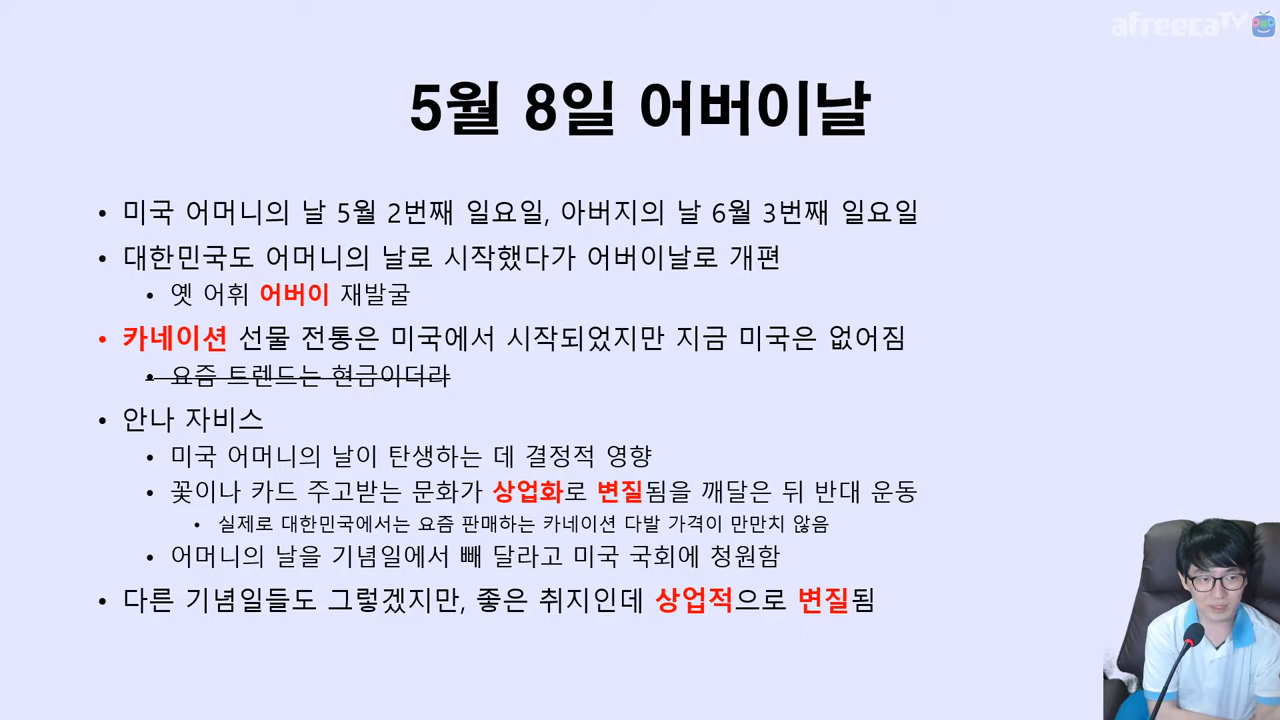 afreecaTV
5월 8일 어버이날
• 미국 어머니의 날 5월 2번째 일요일, 아버지의 날 6월 3번째 일요일
• 대한민국도 어머니의 날로 시작했다가 어버이날로 개편
• 옛 어휘 어버이 재발굴
• 카네이션 선물 전통은 미국에서 시작되었지만 지금 미국은 없어짐
• 요즘 트렌드는 현금이더라
• 안나 자비스
• 미국 어머니의 날이 탄생하는 데 결정적 영향
• 꽃이나 카드 주고받는 문화가 상업화로 변질됨을 깨달은 뒤 반대 운동
• 실제로 대한민국에서는 요즘 판매하는 카네이션 다발 가격이 만만치 않음
• 어머니의 날을 기념일에서 빼 달라고 미국 국회에 청원함
• 다른 기념일들도 그렇겠지만, 좋은 취지인데 상업적으로 변질됨